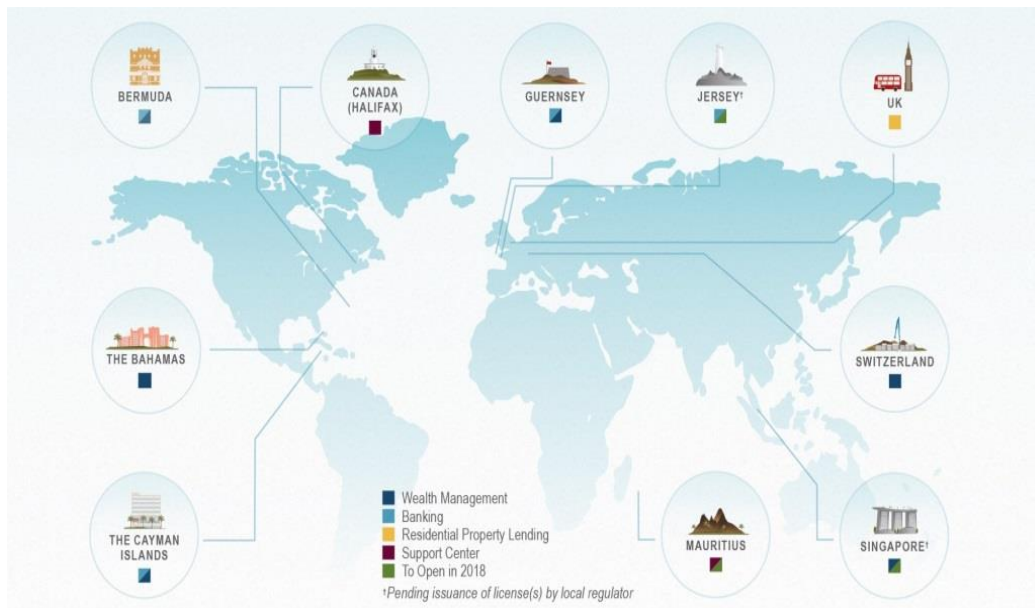 BERMUDA
CANADA
(HALIFAX)
GUERNSEY
JERSEY†
UK
THE BAHAMAS
SWITZERLAND
THE CAYMAN
ISLANDS
Wealth Management
Banking
Residential Property Lending
Support Center
To Open in 2018
†Pending issuance of license(s) by local regulator
MAURITIUS
SINGAPORE†